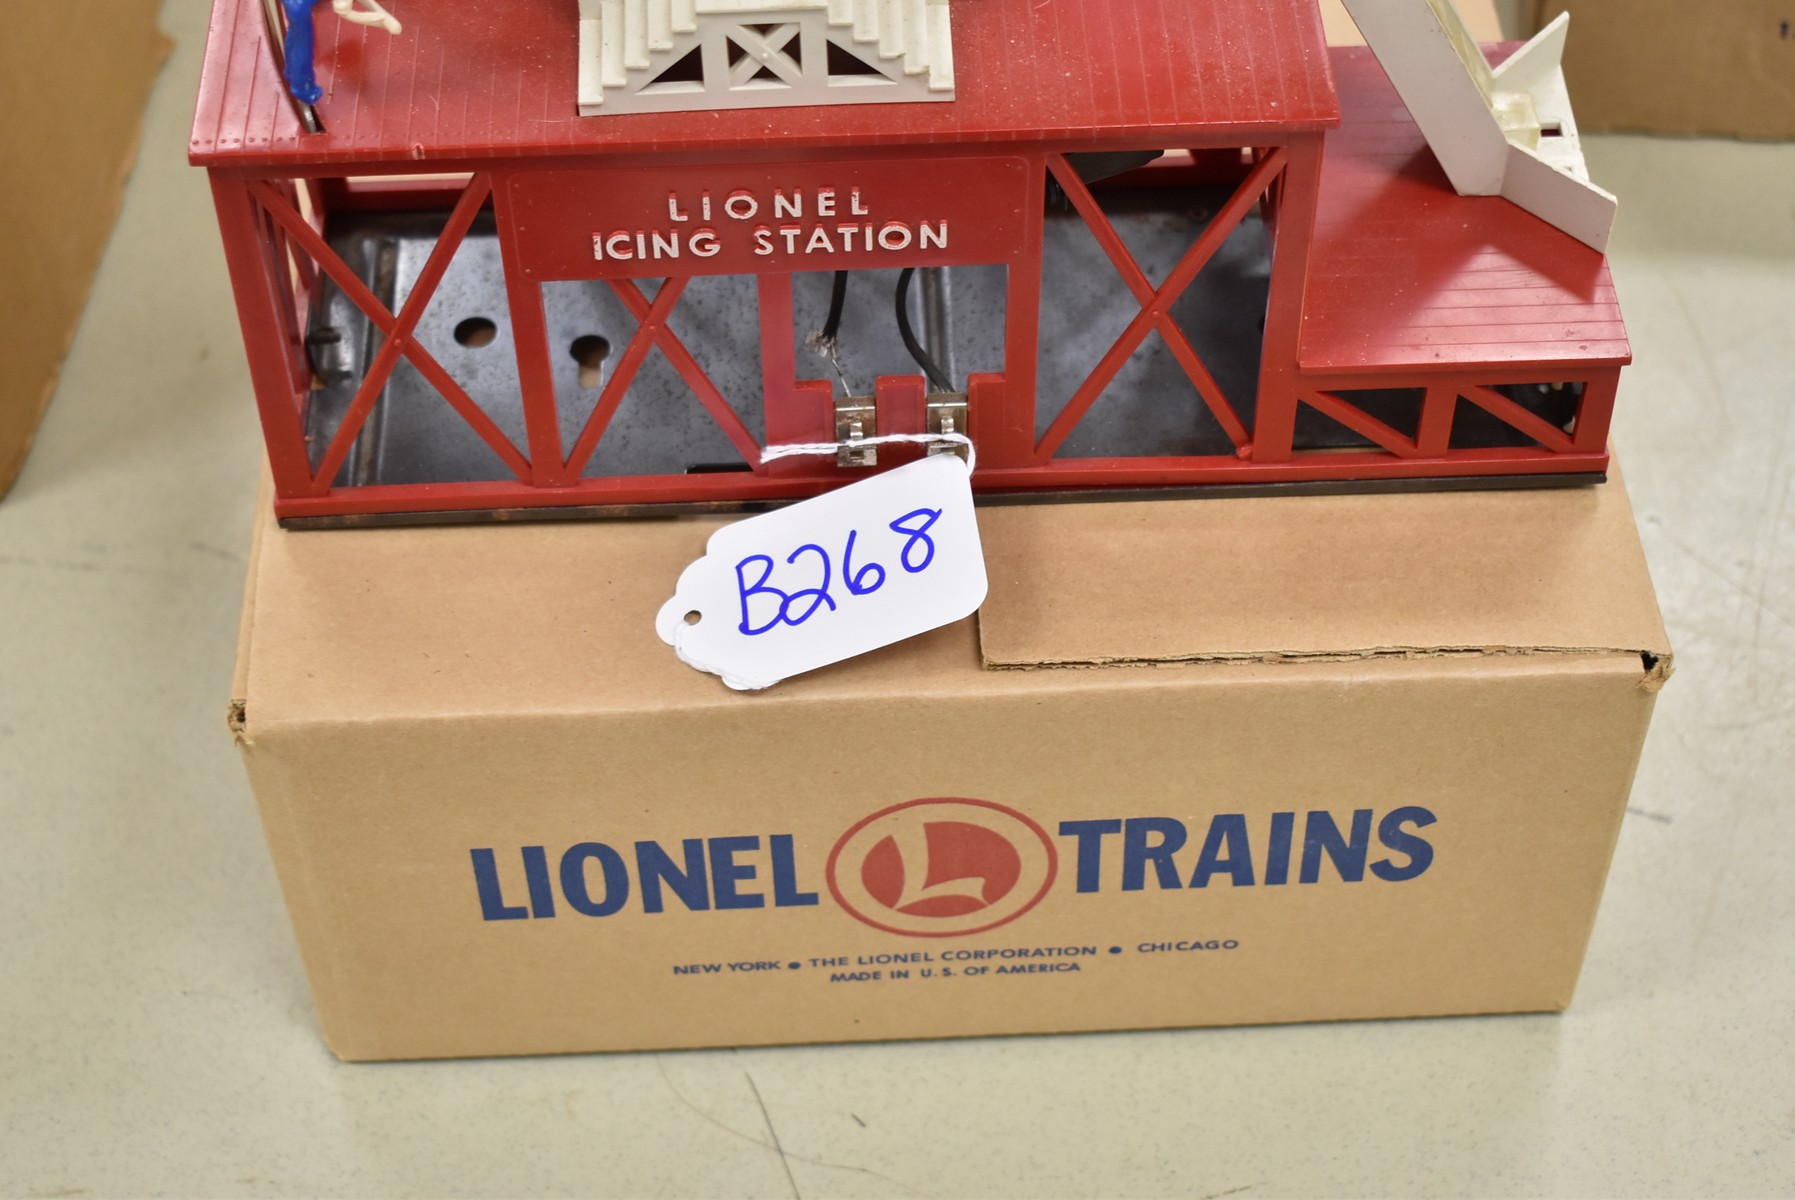 LIONEL
ICING STATION
B268
LIONEL L TRAINS
NEW YORK • THE LIONEL CORPORATION • CHICAGO
MADE IN U.S. OF AMERICA